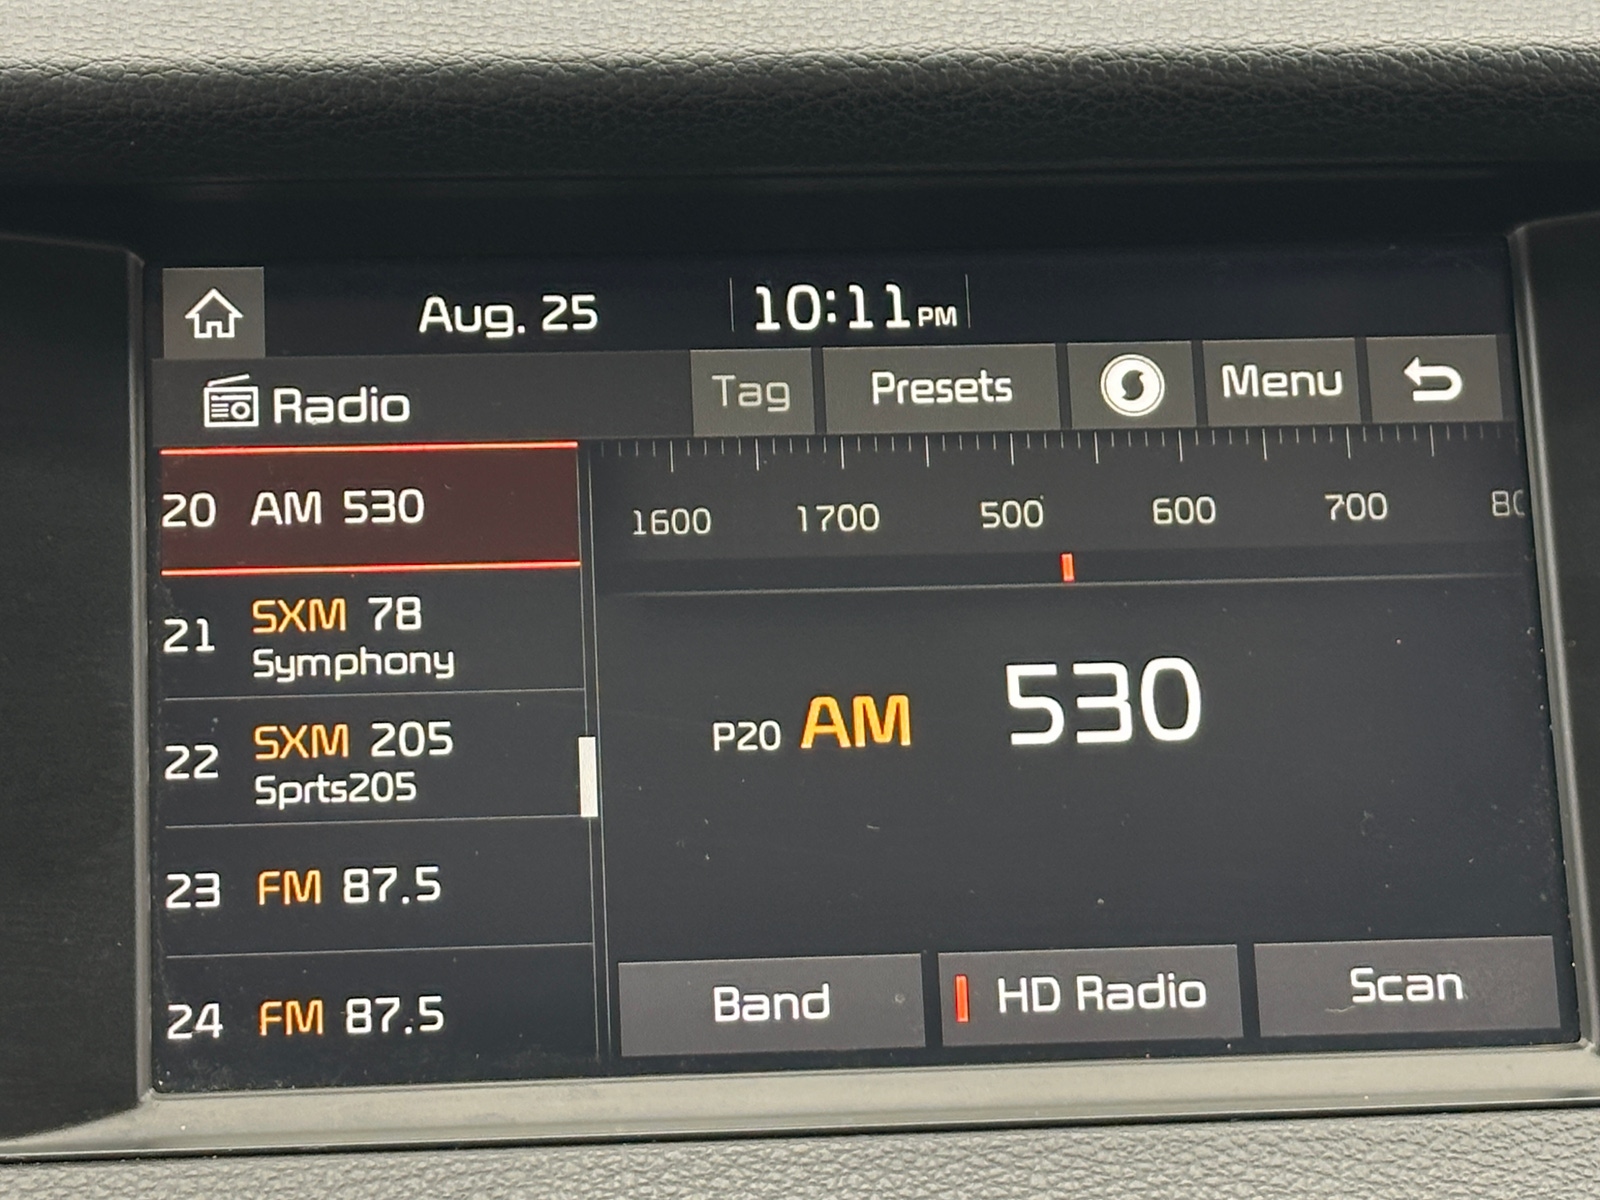 Aug. 25 10:11 PM
Radio Tag Presets Menu
20 AM 530
21 SXM 78
Symphony
22 SXM 205
Sprts205
23 FM 87.5
24 FM 87.5
1600 1700 500 600 700
P20 AM 530
Band HD Radio Scan